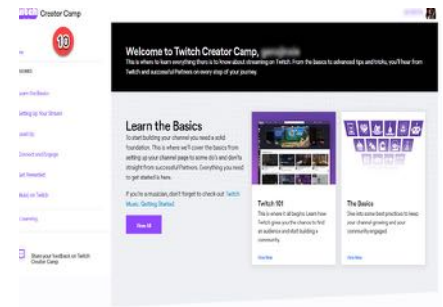 Creator Camp
10
Learn the Basics
Setting up Your Stream
Level Up
Connect and Engage
Get Rewarded
Music on Twitch
Learning
Share your feedback on Twitch
Creator Camp
Welcome to Twitch Creator Camp,
This is where to learn everything there is to know about streaming on Twitch. From the basics to advanced tips and tricks, you'll hear from
Twitch and successful Partners on every step of your journey.
Learn the Basics
To start building your channel you need a solid
foundation. This is where we'll cover the basics from
setting up your channel page to some do's and don'ts
straight from successful Partners. Everything you need
to get started is here.
If you're a musician, don't forget to check out Twitch
Music: Getting Started.
View All
Twitch 101
This is where it all begins. Learn how
Twitch gives you the chance to find
an audience and start building a
community.
View Now
The Basics
Dive into some best practices to keep
your channel growing and your
community engaged.
View Now